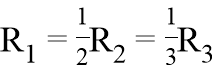 R₁ = ½R₂ = ⅓R₃